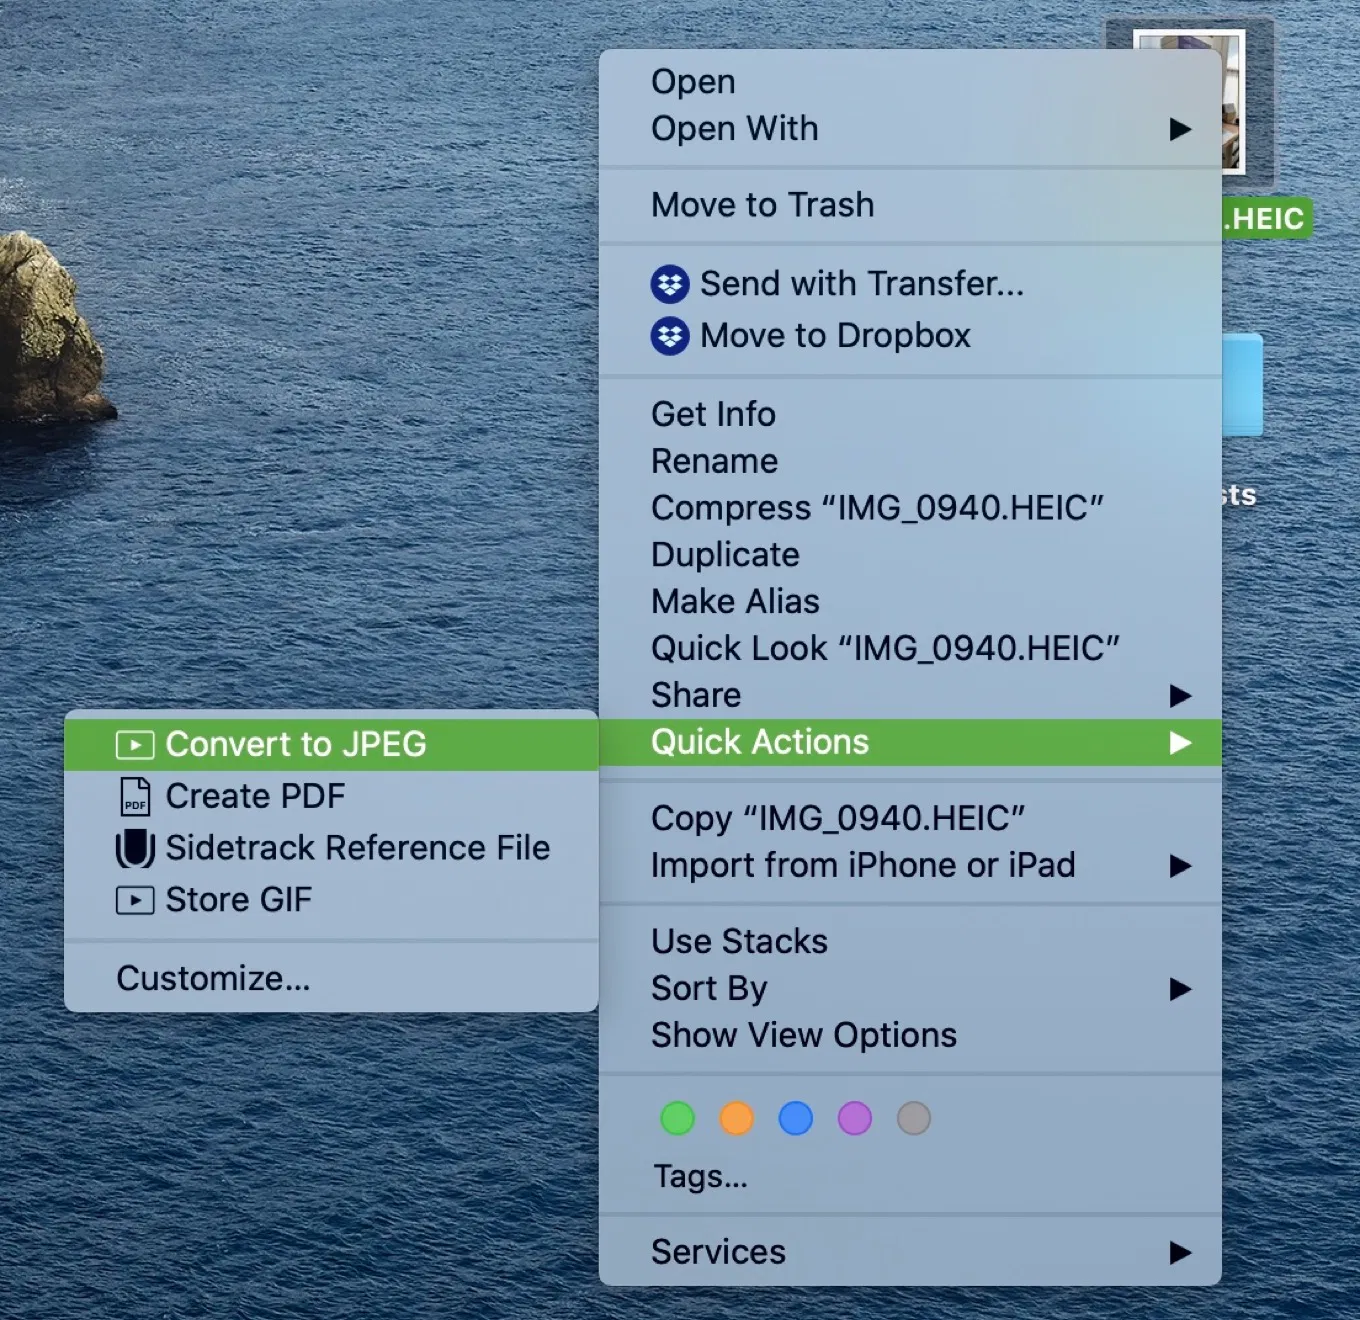 Open
Open With
Move to Trash
.HEIC
Send with Transfer...
Move to Dropbox
Get Info
Rename
sts
Compress “IMG_0940.HEIC”
Duplicate
Make Alias
Quick Look “IMG_0940.HEIC”
Share
Quick Actions
Convert to JPEG
PDF Create PDF
Sidetrack Reference File
Store GIF
Customize...
Copy “IMG_0940.HEIC”
Import from iPhone or iPad
Use Stacks
Sort By
Show View Options
Tags...
Services